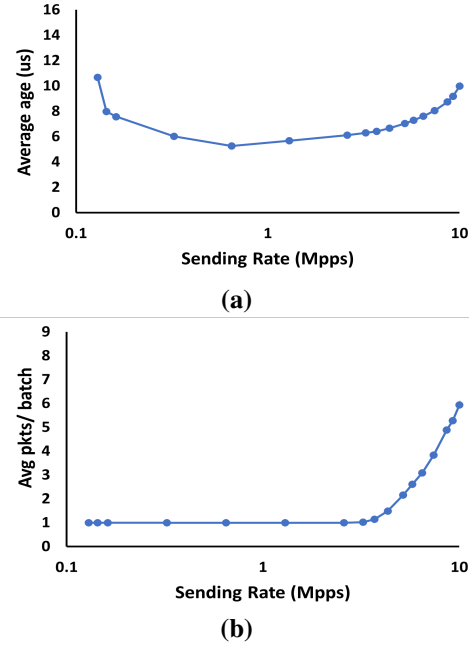 16
14
12
10
8
6
4
2
0
Average age (us)
0.1 1 10
Sending Rate (Mpps)
(a)
9
8
7
6
5
4
3
2
1
0
Avg pkts/ batch
0.1 1 10
Sending Rate (Mpps)
(b)